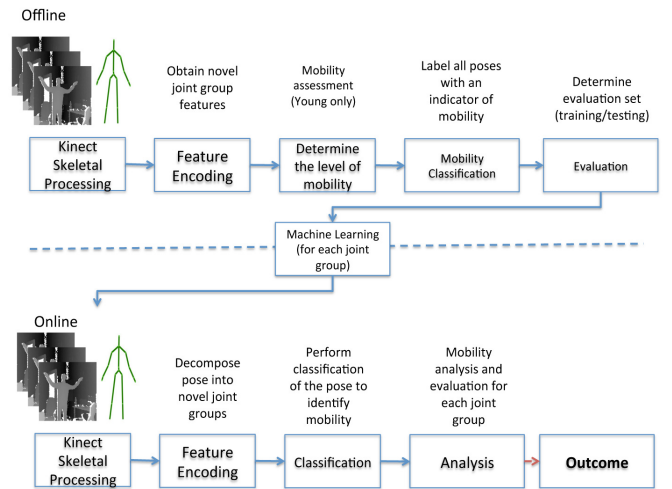 Offline
Obtain novel
joint group
features
Mobility
assessment
(Young only)
Label all poses
with an
indicator of
mobility
Determine
evaluation set
(training/testing)
Kinect
Skeletal
Processing
Feature
Encoding
Determine
the level of
mobility
Mobility
Classification
Evaluation
Machine Learning
(for each joint
group)
Online
Decompose
pose into
novel joint
groups
Perform
classification
of the pose to
identify
mobility
Mobility
analysis and
evaluation for
each joint
group
Kinect
Skeletal
Processing
Feature
Encoding
Classification
Analysis
Outcome